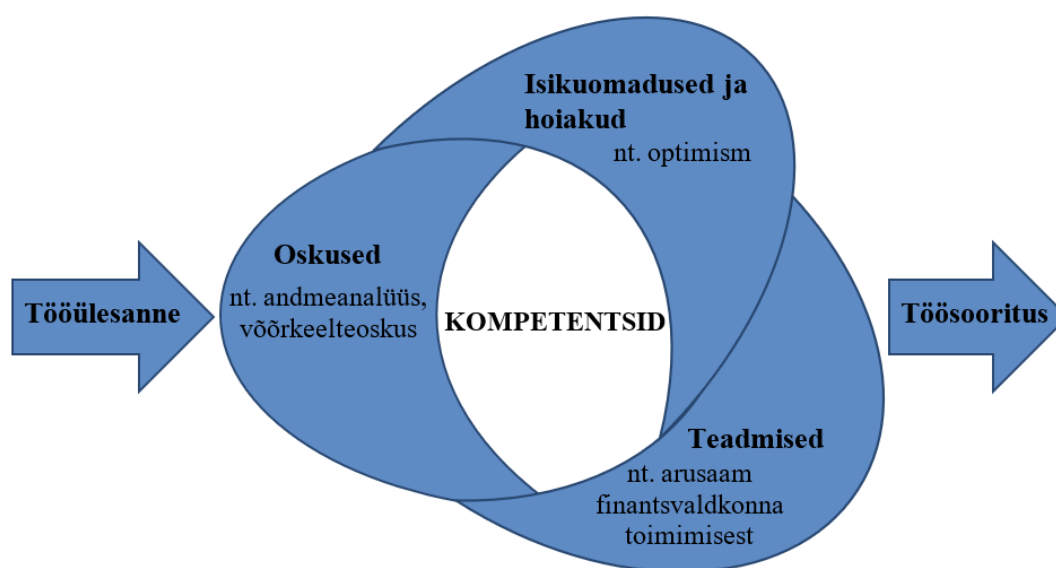 Isikuomadused ja
hoiakud
nt. optimism
Oskused
nt. andmeanalüüs,
võõrkeelteoskus
Tööülesanne
KOMPETENTSID
Töösooritus
Teadmised
nt. arusaam
finantsvaldkonna
toimimisest